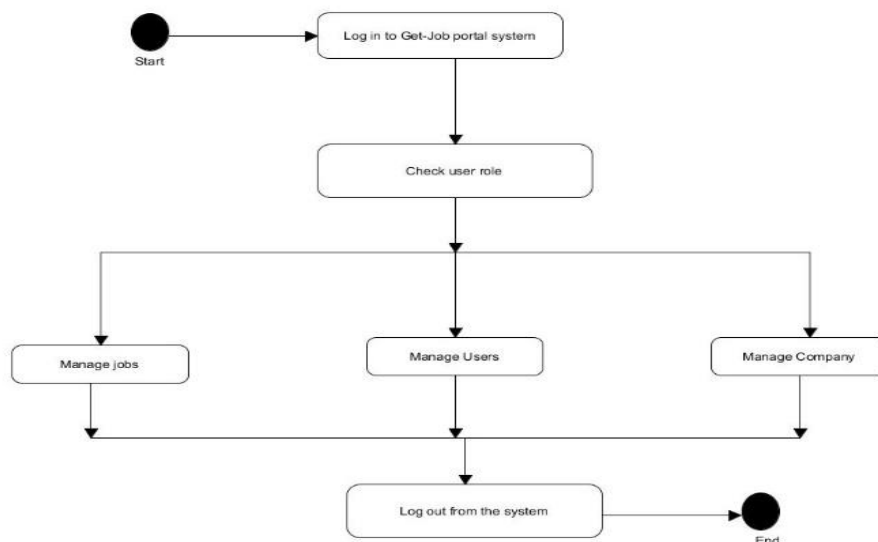 Log in to Get-Job portal system
Start
Check user role
Manage jobs
Manage Users
Manage Company
Log out from the system
End